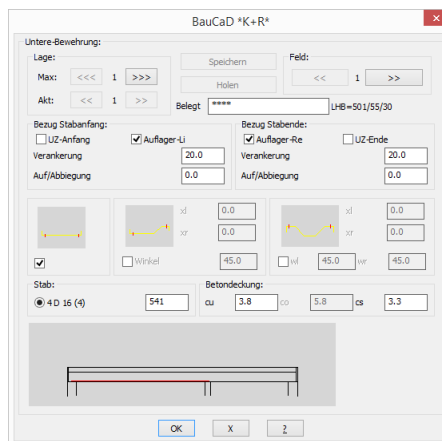 BauCaD *K+R*
Untere-Bewehrung:
Lage:
Max: <<< 1 >>>
Akt: << 1 >>
Speichern
Holen
Belegt **** LHB=501/55/30
Feld:
<< 1 >>
Bezug Stabanfang:
UZ-Anfang Auflager-Li
Verankerung 20.0
Auf/Abbiegung 0.0
Bezug Stabende:
Auflager-Re UZ-Ende
Verankerung 20.0
Auf/Abbiegung 0.0
xl 0.0
xr 0.0
Winkel 45.0
xl 0.0
xr 0.0
wl 45.0 wr 45.0
Stab:
4 D 16 (4) 541
Betondeckung:
cu 3.8 co 5.8 cs 3.3
OK X ?